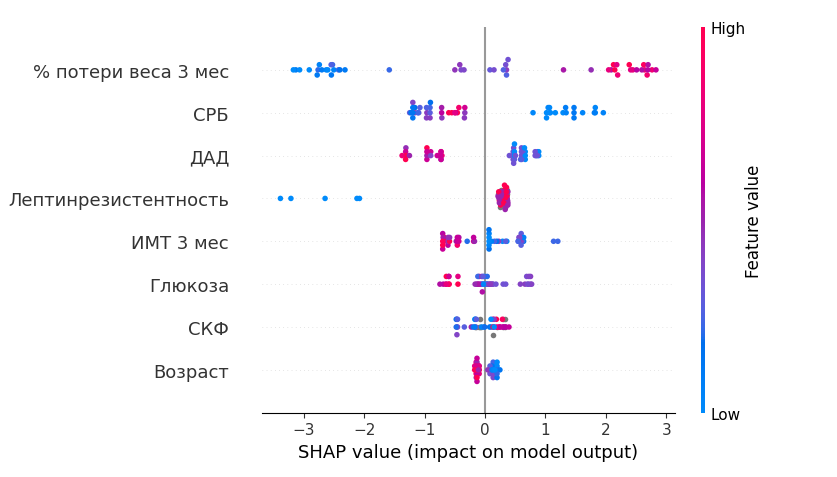 % потери веса 3 мес
СРБ
ДАД
Лептинрезистентность
ИМТ 3 мес
Глюкоза
СКФ
Возраст
−3 −2 −1 0 1 2 3
SHAP value (impact on model output)
High
Feature value
Low